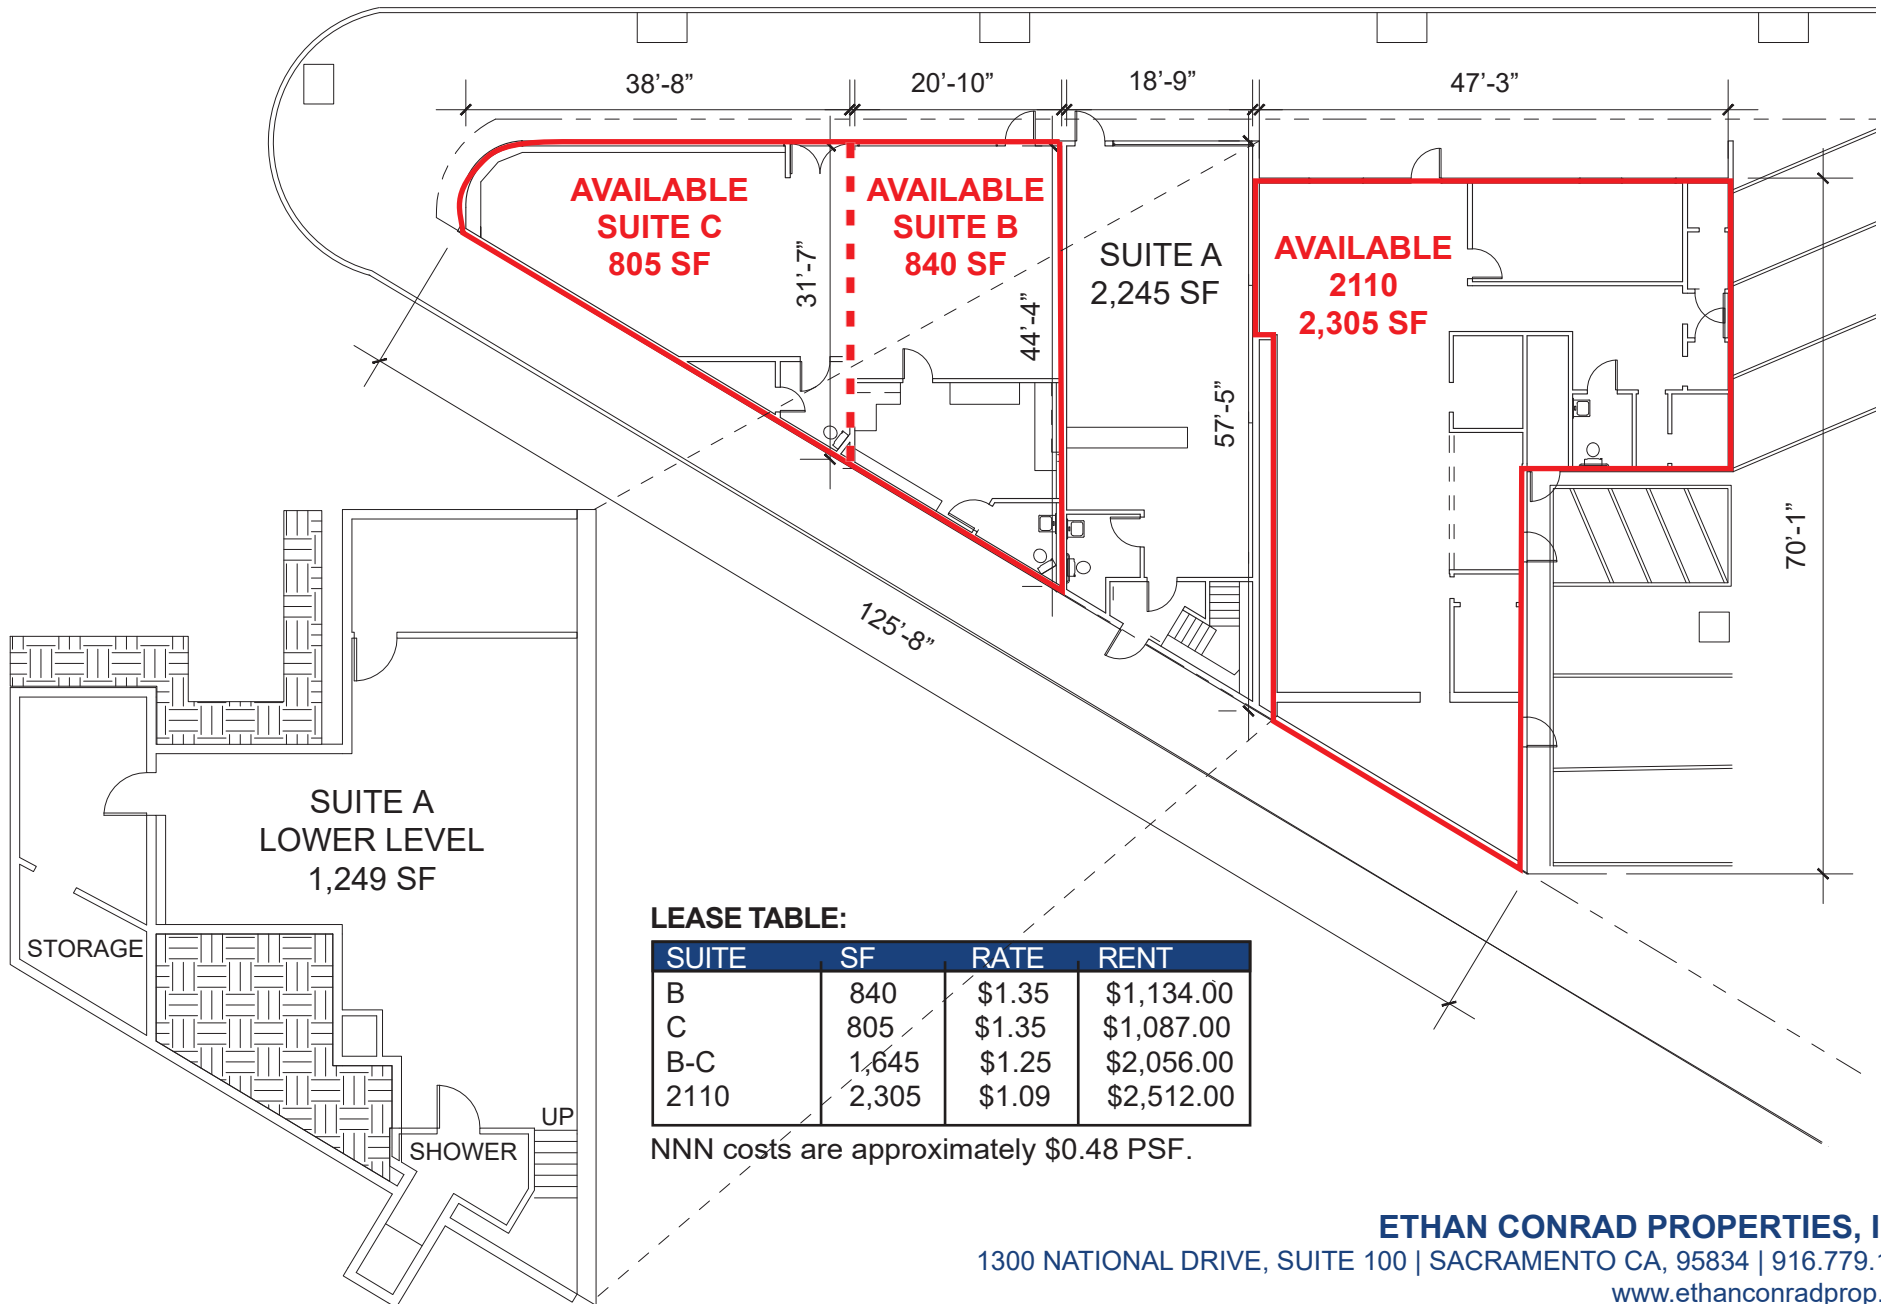 38’-8”
20’-10”
18’-9”
47’-3”
AVAILABLE
SUITE C
805 SF
31’-7”
AVAILABLE
SUITE B
840 SF
44’-4”
SUITE A
2,245 SF
57’-5”
AVAILABLE
2110
2,305 SF
70’-1”
125’-8”
SUITE A
LOWER LEVEL
1,249 SF
STORAGE
SHOWER
UP
LEASE TABLE:
SUITE SF RATE RENT
B 840 $1.35 $1,134.00
C 805 $1.35 $1,087.00
B-C 1,645 $1.25 $2,056.00
2110 2,305 $1.09 $2,512.00
NNN costs are approximately $0.48 PSF.
ETHAN CONRAD PROPERTIES, I
1300 NATIONAL DRIVE, SUITE 100 | SACRAMENTO CA, 95834 | 916.779.1
www.ethanconradprop.